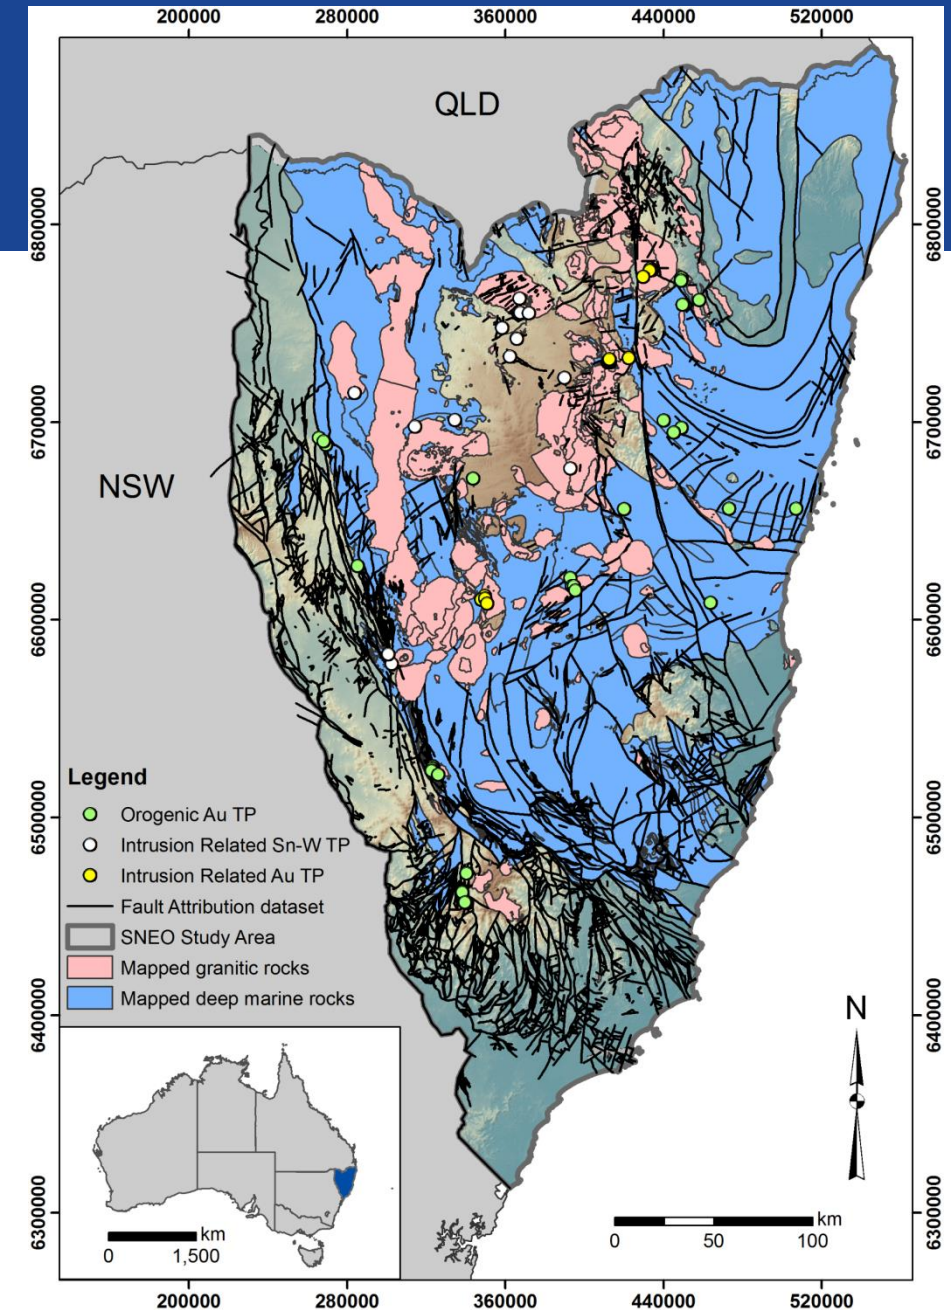 200000 280000 360000 440000 520000
QLD
6800000 6800000
6700000 6700000
NSW
6600000 6600000
Legend
Orogenic Au TP
Intrusion Related Sn-W TP
Intrusion Related Au TP
Fault Attribution dataset
SNEO Study Area
Mapped granitic rocks
Mapped deep marine rocks
6500000 6500000
6400000 6400000
N
6300000 6300000
km
0 1,500
km
0 50 100
200000 280000 360000 440000 520000